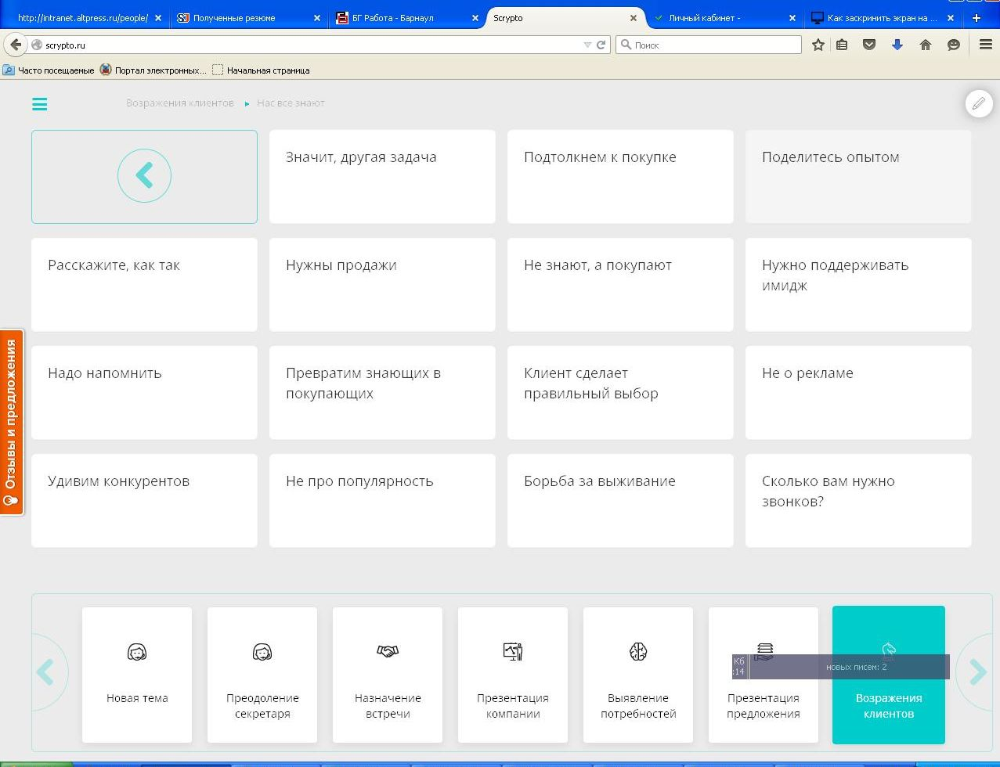 http://intranet.altpress.ru/people/
Полученные резюме
БГ Работа - Барнаул
Scrypto
Личный кабинет -
Как заскринить экран на ...
scrypto.ru
Поиск
Часто посещаемые
Портал электронных...
Начальная страница
Возражения клиентов
Нас все знают
Значит, другая задача
Подтолкнем к покупке
Поделитесь опытом
Расскажите, как так
Нужны продажи
Не знают, а покупают
Нужно поддерживать
имидж
Надо напомнить
Превратим знающих в
покупающих
Клиент сделает
правильный выбор
Не о рекламе
Удивим конкурентов
Не про популярность
Борьба за выживание
Сколько вам нужно
звонков?
Отзывы и предложения
Новая тема
Преодоление
секретаря
Назначение
встречи
Презентация
компании
Выявление
потребностей
Презентация
предложения
Возражения
клиентов
Кб
:14
новых писем: 2